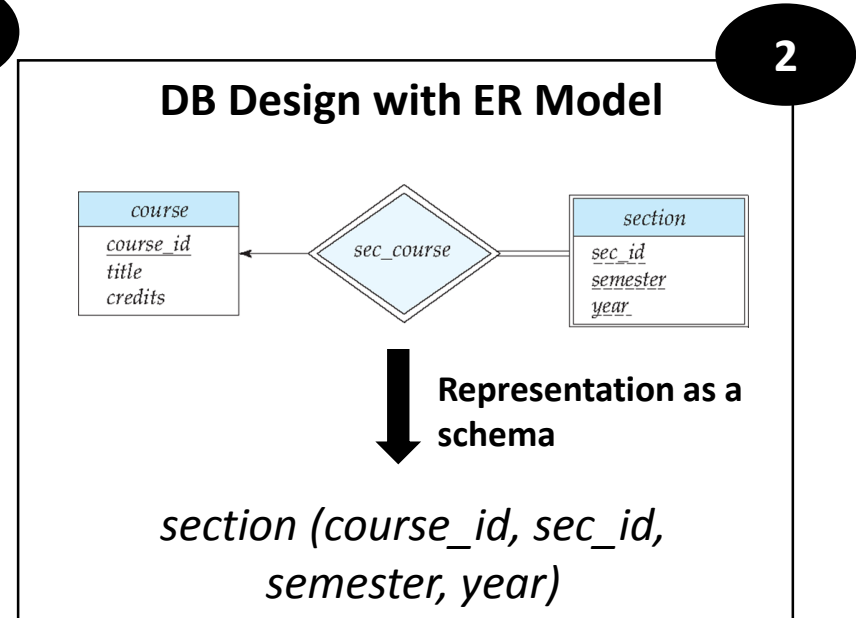 2
DB Design with ER Model
course
course_id
title
credits
sec_course
section
sec_id
semester
year
Representation as a
schema
section (course_id, sec_id,
semester, year)